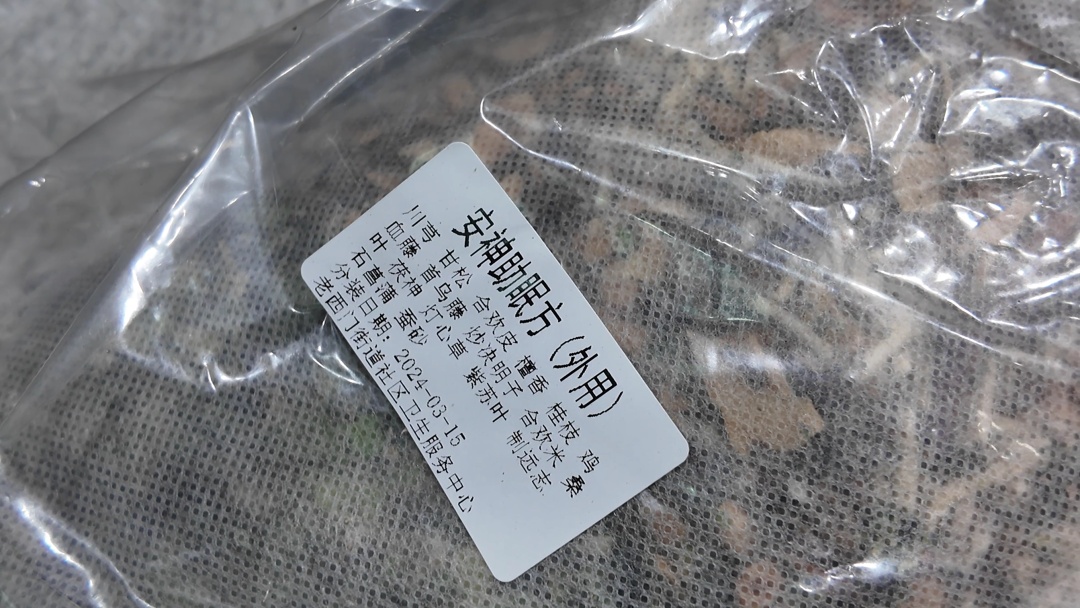 安神助眠方（外用）
川芎 甘松 合欢皮 檀香 桂枝 鸡
血藤 首乌藤 炒决明子 合欢米 桑
叶 茯神 灯心草 紫苏叶 制远志
石菖蒲 蚕砂
分装日期：2024-03-15
老西门街道社区卫生服务中心